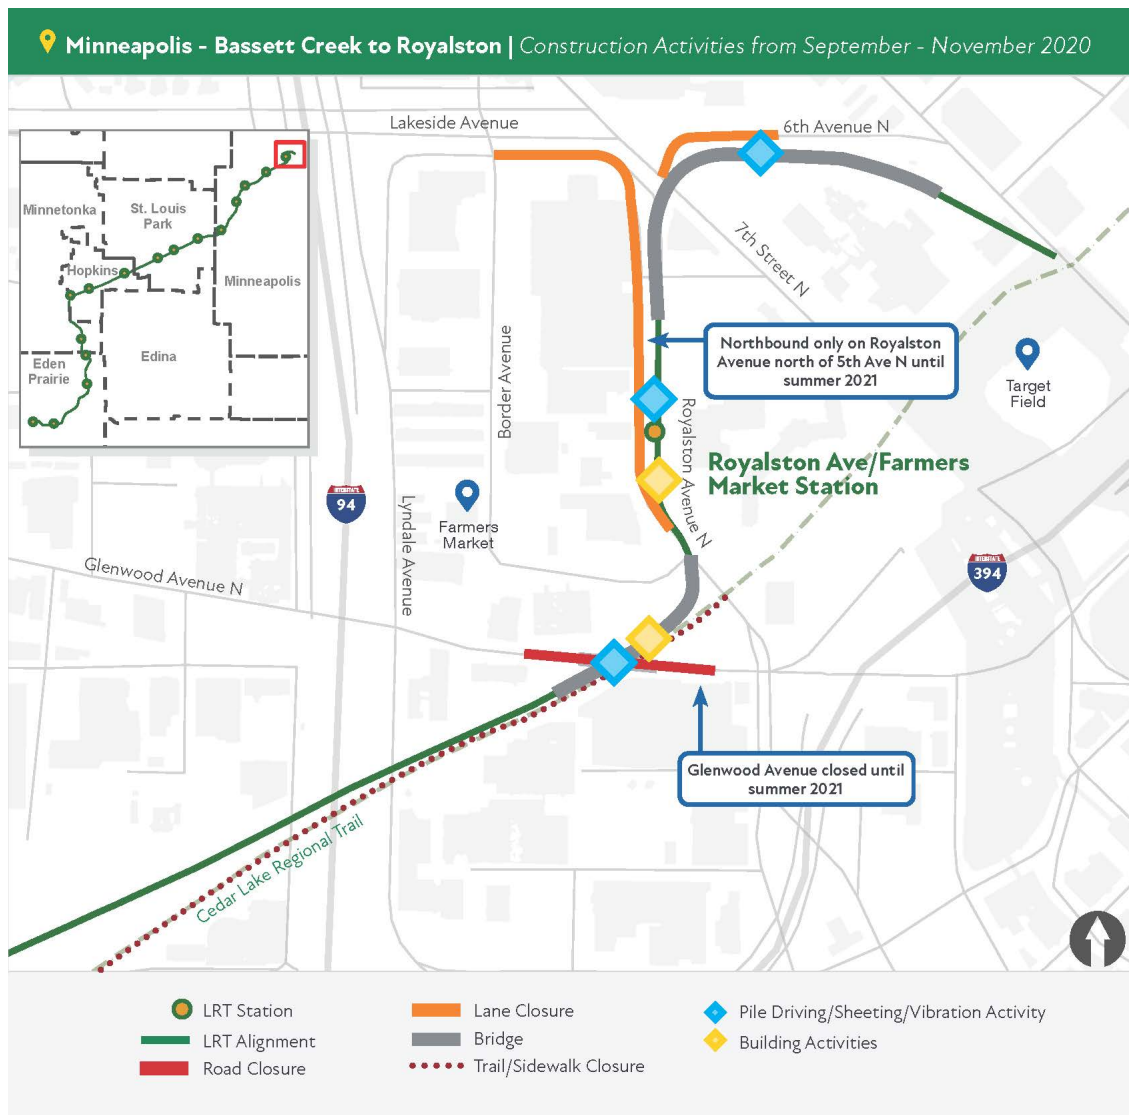 Minneapolis - Bassett Creek to Royalston | Construction Activities from September - November 2020
Lakeside Avenue
6th Avenue N
Minnetonka
St. Louis
Park
Hopkins
Minneapolis
Eden
Prairie
Edina
7th Street N
Northbound only on Royalston
Avenue north of 5th Ave N until
summer 2021
Target
Field
Border Avenue
Royalston Avenue N
Royalston Ave/Farmers
Market Station
INTERSTATE
94
Lyndale Avenue
Farmers
Market
INTERSTATE
394
Glenwood Avenue N
Glenwood Avenue closed until
summer 2021
Cedar Lake Regional Trail
LRT Station
LRT Alignment
Road Closure
Lane Closure
Bridge
Trail/Sidewalk Closure
Pile Driving/Sheeting/Vibration Activity
Building Activities